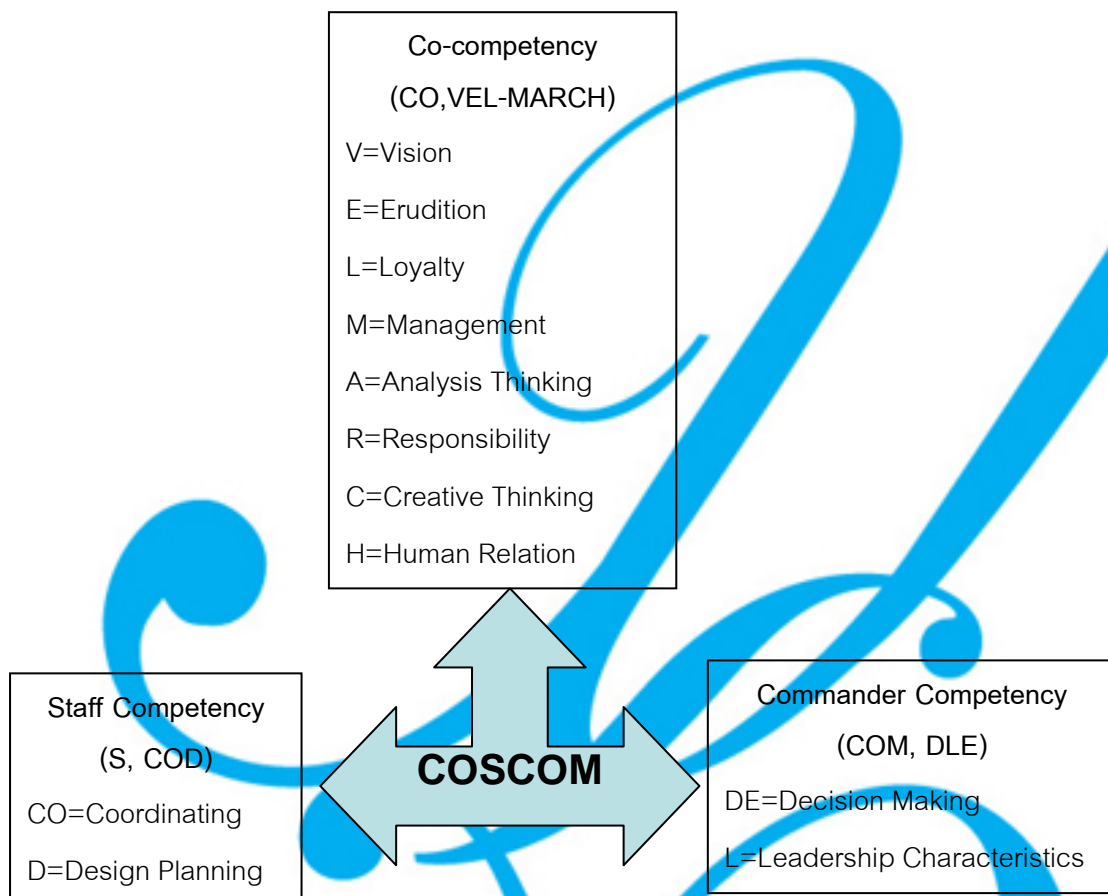 Co-competency
(CO,VEL-MARCH)
V=Vision
E=Erudition
L=Loyalty
M=Management
A=Analysis Thinking
R=Responsibility
C=Creative Thinking
H=Human Relation
Staff Competency
(S, COD)
CO=Coordinating
D=Design Planning
COSCOM
Commander Competency
(COM, DLE)
DE=Decision Making
L=Leadership Characteristics